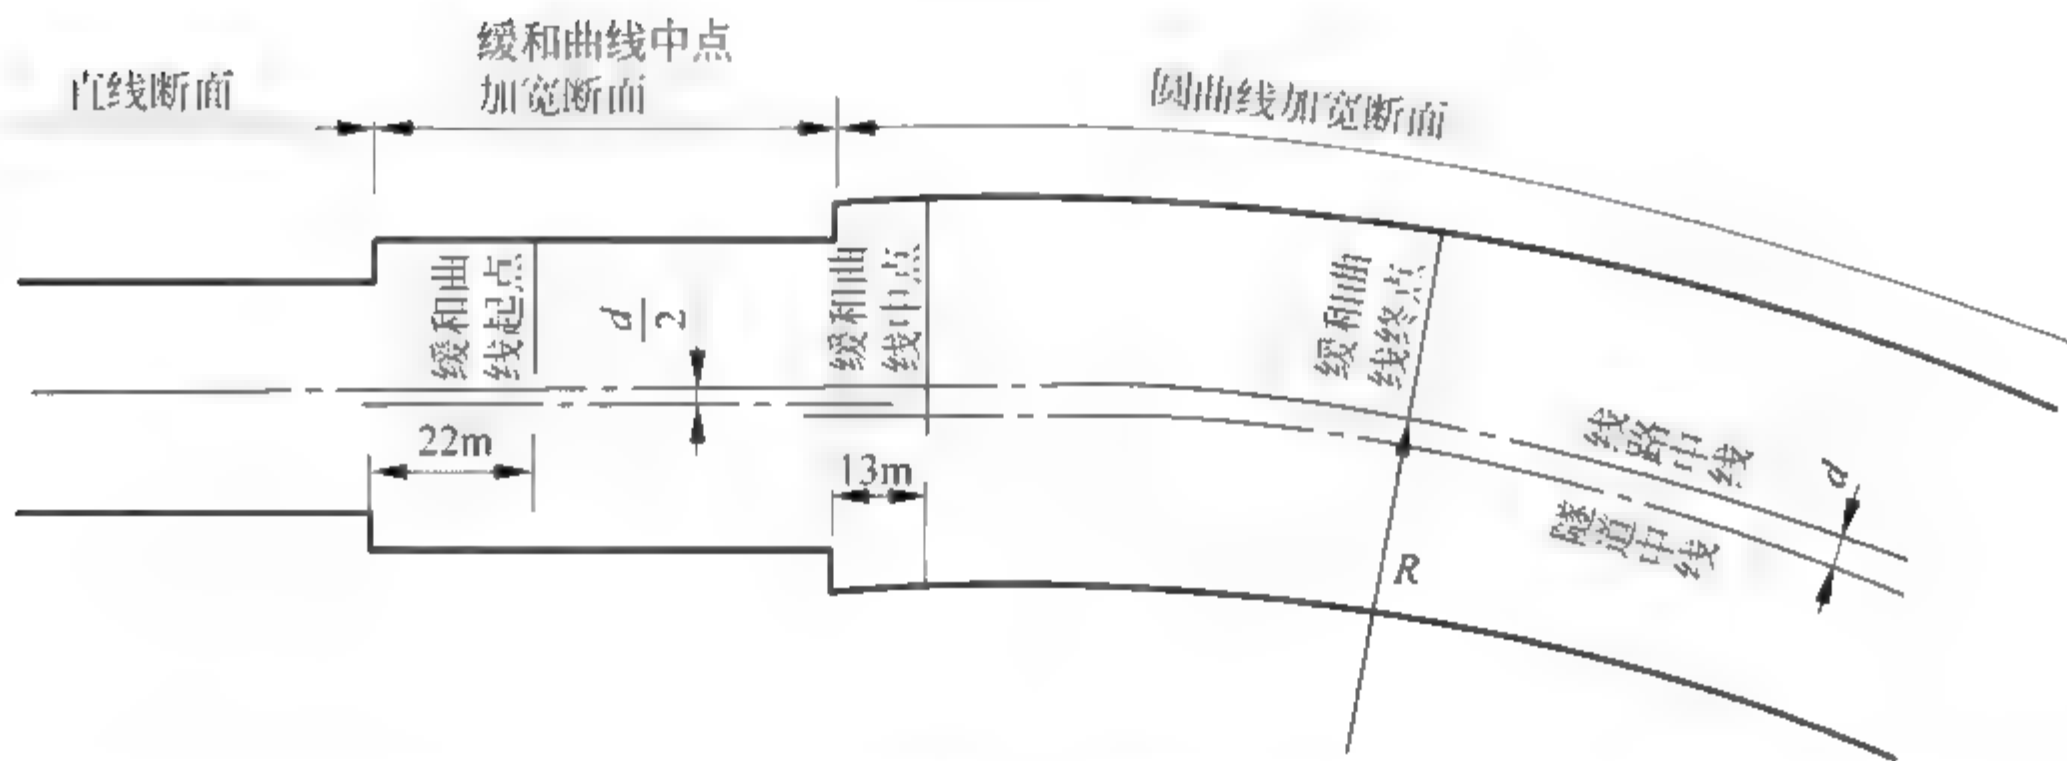 直线断面
缓和曲线中点
加宽断面
圆曲线加宽断面
缓和曲
线起点
d/2
缓和曲
线中点
缓和曲
线终点
22m
13m
线路中线
隧道中线
d
R